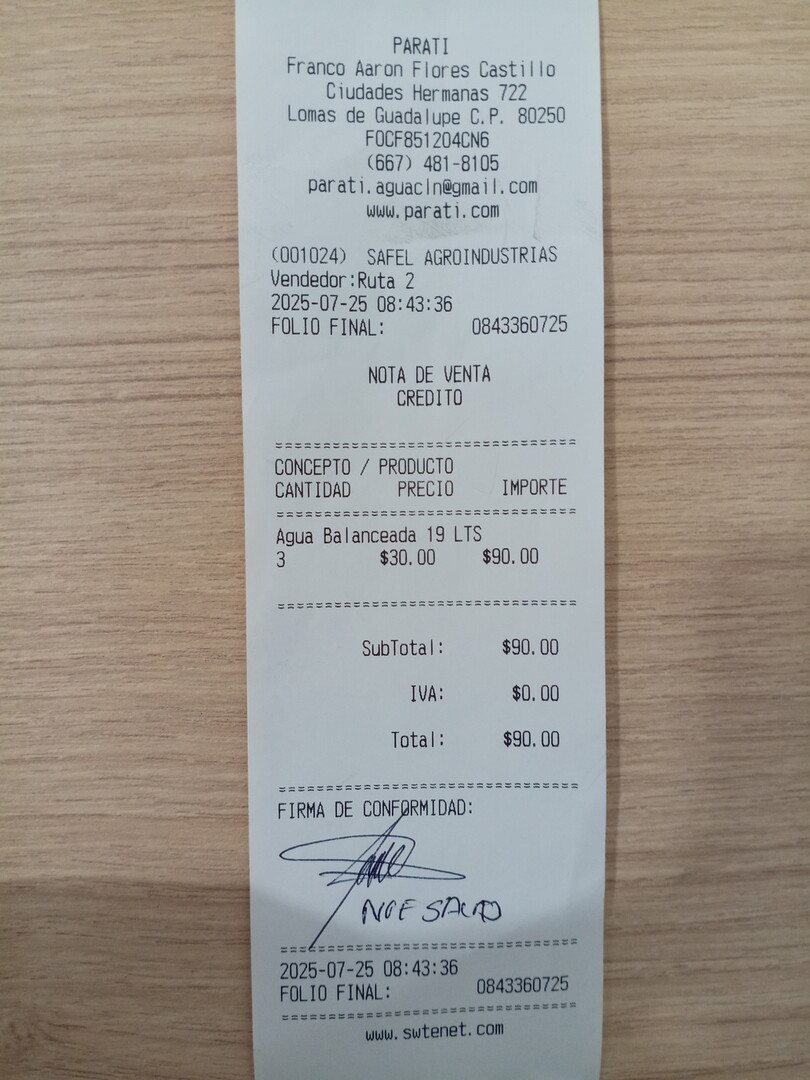 PARATI
Franco Aaron Flores Castillo
Ciudades Hermanas 722
Lomas de Guadalupe C.P. 80250
FOCF851204CN6
(667) 481-8105
parati.aguacln@gmail.com
www.parati.com
(001024) SAFEL AGROINDUSTRIAS
Vendedor:Ruta 2
2025-07-25 08:43:36
FOLIO FINAL: 0843360725
NOTA DE VENTA
CREDITO
==============================
CONCEPTO / PRODUCTO
CANTIDAD PRECIO IMPORTE
==============================
Agua Balanceada 19 LTS
3 $30.00 $90.00
==============================
SubTotal: $90.00
IVA: $0.00
Total: $90.00
==============================
FIRMA DE CONFORMIDAD:
NOE
==============================
2025-07-25 08:43:36
FOLIO FINAL: 0843360725
==============================
www.swtenet.com